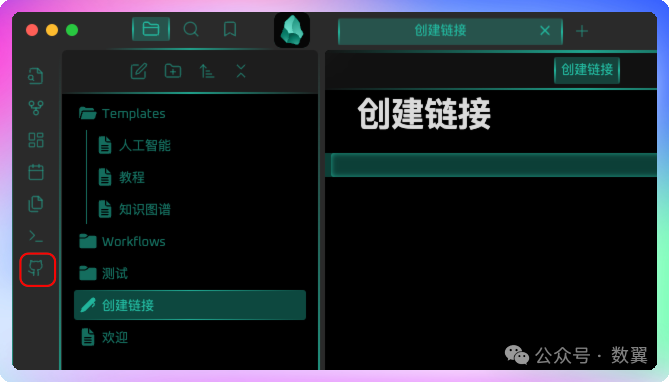 创建链接
创建链接
创建链接
Templates
人工智能
教程
知识图谱
Workflows
测试
创建链接
欢迎
公众号 · 数翼